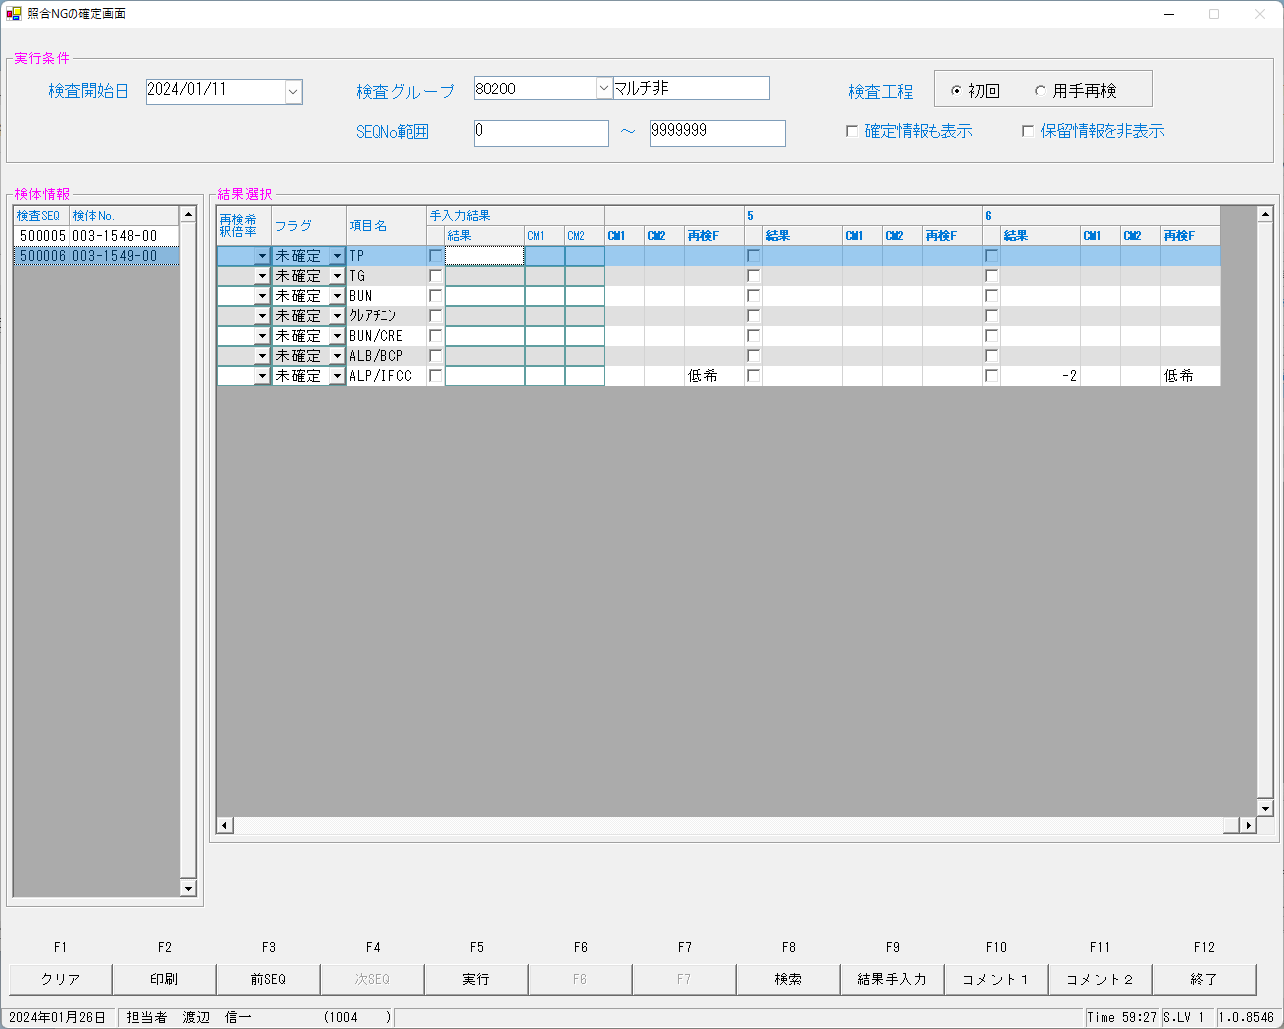 照合NGの確定画面
実行条件
検査開始日 2024/01/11 検査グループ 80200 マルチ非 検査工程 初回 用手再検
SEQNo範囲 0 ～ 9999999 確定情報も表示 保留情報を非表示
検体情報 結果選択
検査SEQ 検体No.
500005 003-1548-00
500006 003-1549-00
再検希釈倍率 フラグ 項目名 手入力結果 5 6
結果 CM1 CM2 CM1 CM2 再検F 結果 CM1 CM2 再検F 結果 CM1 CM2 再検F
未確定 TP
未確定 TG
未確定 BUN
未確定 ｸﾚｱﾁﾆﾝ
未確定 BUN/CRE
未確定 ALB/BCP
未確定 ALP/IFCC 低希 -2 低希
F1 F2 F3 F4 F5 F6 F7 F8 F9 F10 F11 F12
クリア 印刷 前SEQ 次SEQ 実行 F6 F7 検索 結果手入力 コメント１ コメント２ 終了
2024年01月26日 担当者 渡辺 信一 (1004 ) Time 59:27 S.LV 1 1.0.8546